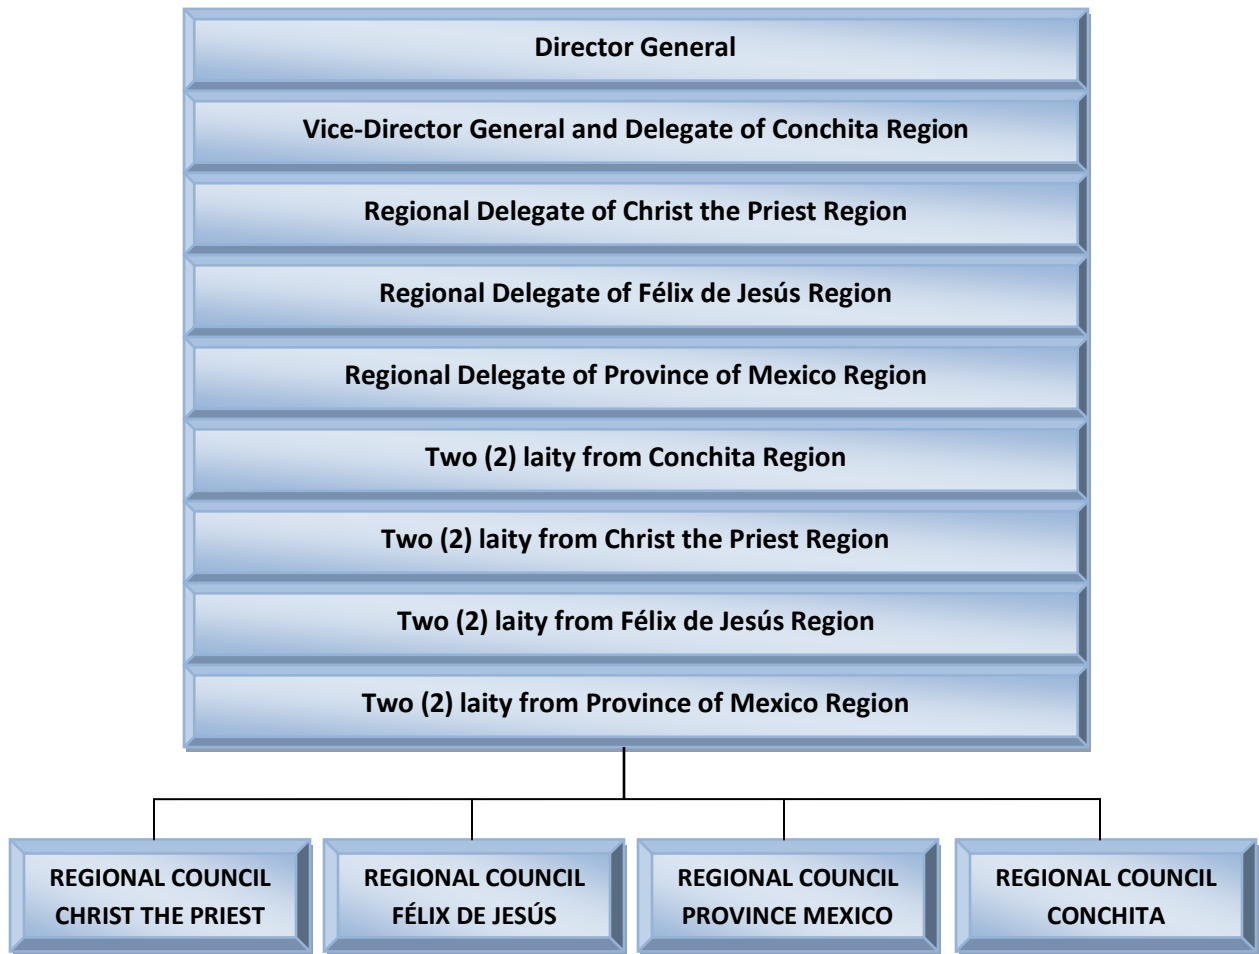 Director General
Vice-Director General and Delegate of Conchita Region
Regional Delegate of Christ the Priest Region
Regional Delegate of Félix de Jesús Region
Regional Delegate of Province of Mexico Region
Two (2) laity from Conchita Region
Two (2) laity from Christ the Priest Region
Two (2) laity from Félix de Jesús Region
Two (2) laity from Province of Mexico Region
REGIONAL COUNCIL
CHRIST THE PRIEST
REGIONAL COUNCIL
FÉLIX DE JESÚS
REGIONAL COUNCIL
PROVINCE MEXICO
REGIONAL COUNCIL
CONCHITA